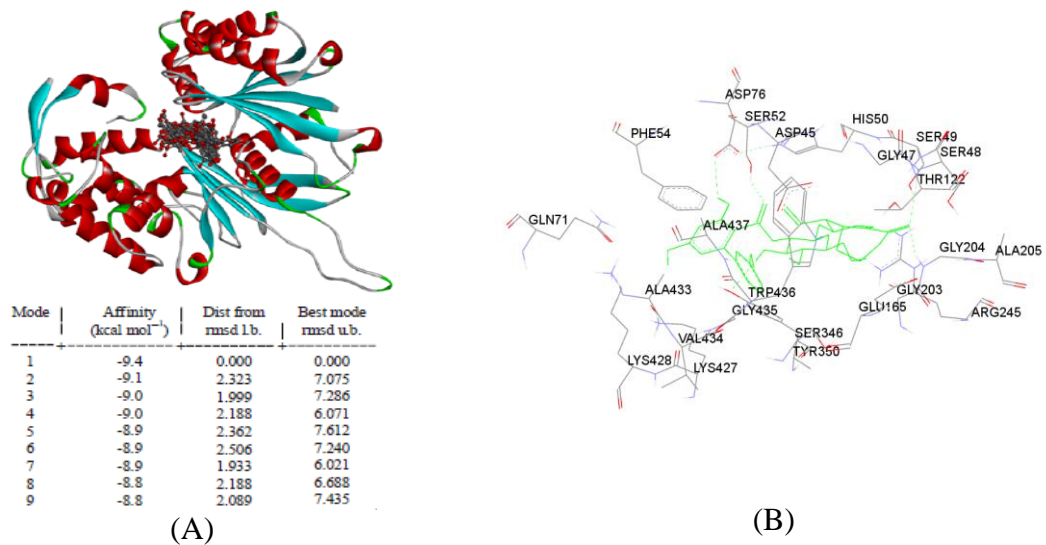 Mode | Affinity | Dist from | Best mode
| (kcal mol⁻¹) | rmsd l.b. | rmsd u.b.
1 -9.4 0.000 0.000
2 -9.1 2.323 7.075
3 -9.0 1.999 7.286
4 -9.0 2.188 6.071
5 -8.9 2.362 7.612
6 -8.9 2.506 7.240
7 -8.9 1.933 6.021
8 -8.8 2.188 6.688
9 -8.8 2.089 7.435
(A)
ASP76
SER52
HIS50
PHE54
ASP45
SER49
GLY47
SER48
THR122
GLN71
ALA437
GLY204
ALA205
ALA433
TRP436
GLY203
GLY435
GLU165
ARG245
VAL434
SER346
TYR350
LYS428
LYS427
(B)